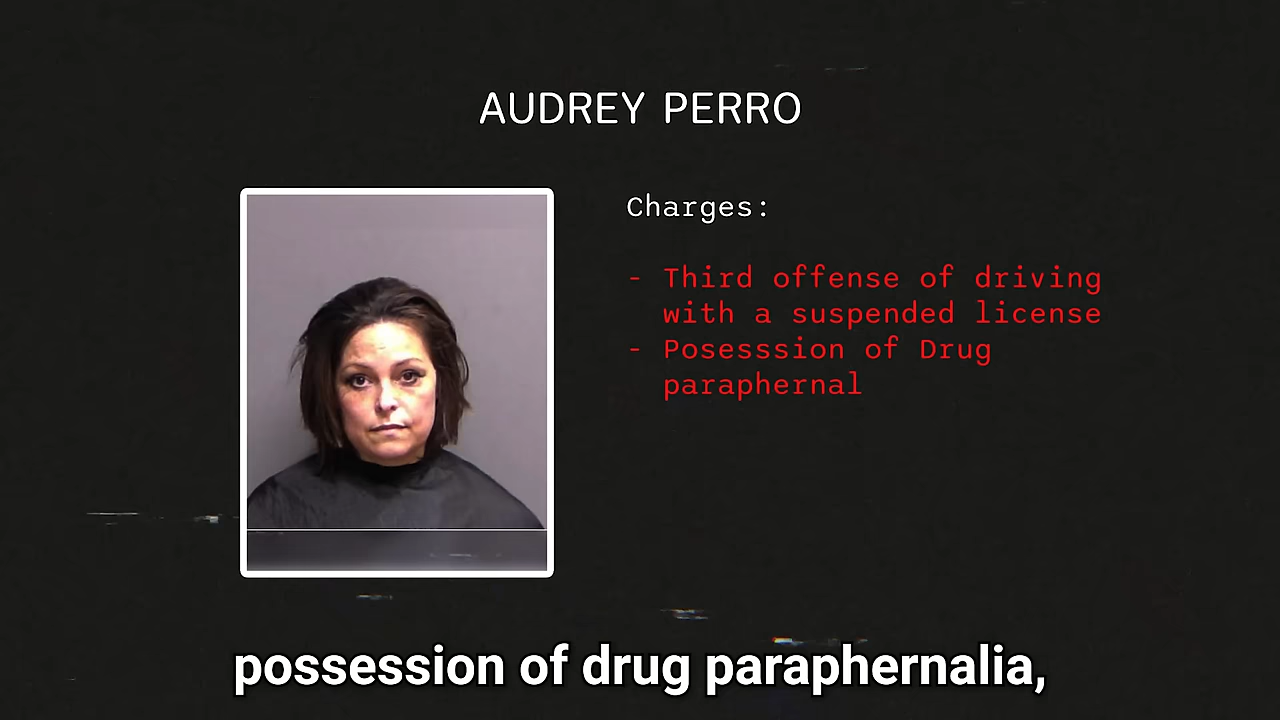 AUDREY PERRO
Charges:
- Third offense of driving
with a suspended license
- Posesssion of Drug
paraphernal
possession of drug paraphernalia,